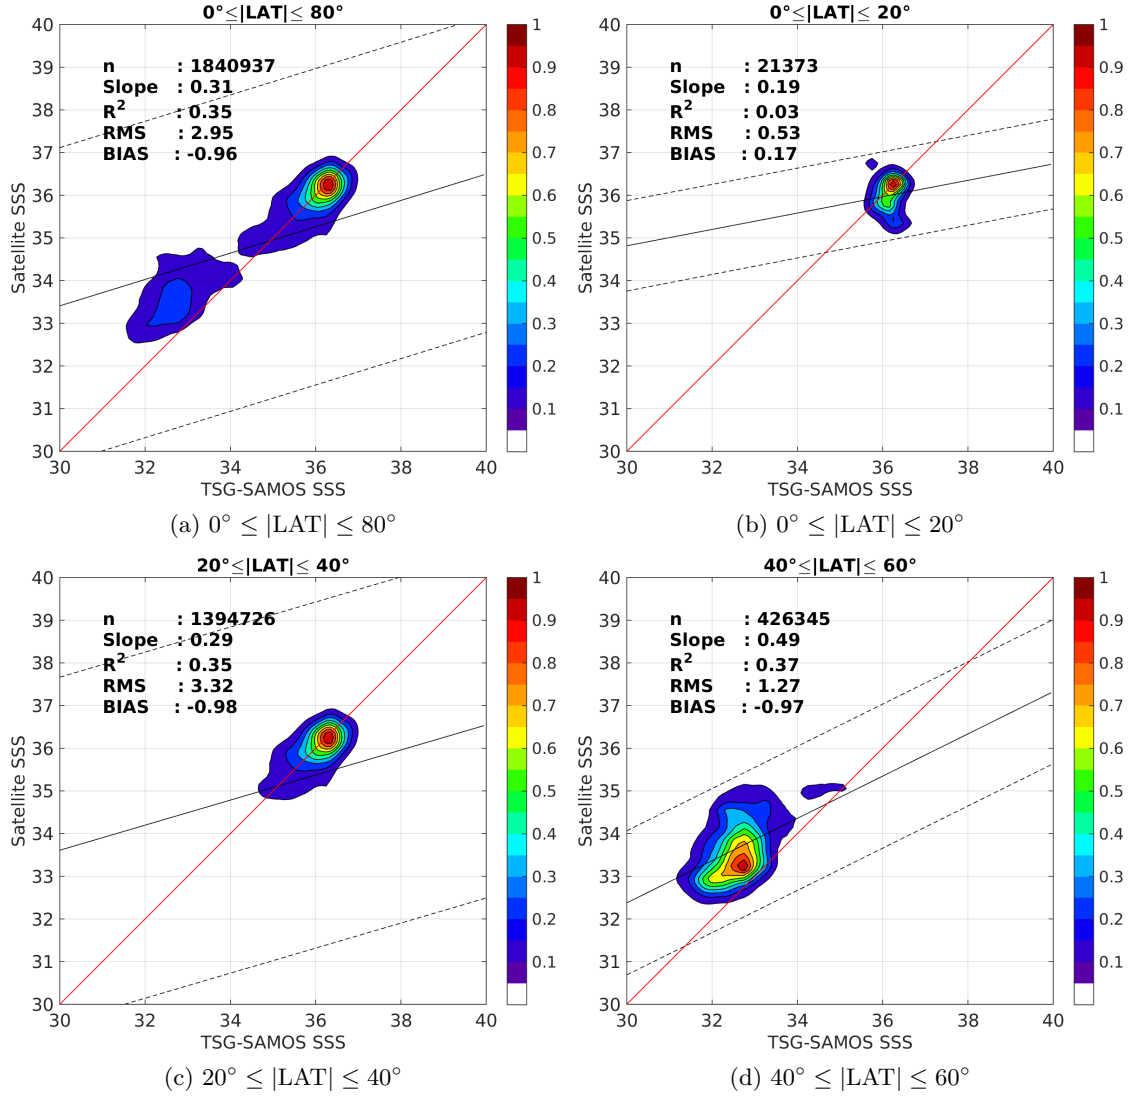 0°≤|LAT|≤ 80°
40
39
38
37
36
35
34
33
32
31
30
Satellite SSS
n : 1840937
Slope : 0.31
R² : 0.35
RMS : 2.95
BIAS : -0.96
30 32 34 36 38 40
TSG-SAMOS SSS
1
0.9
0.8
0.7
0.6
0.5
0.4
0.3
0.2
0.1
(a) 0° ≤ |LAT| ≤ 80°
0°≤|LAT|≤ 20°
40
39
38
37
36
35
34
33
32
31
30
Satellite SSS
n : 21373
Slope : 0.19
R² : 0.03
RMS : 0.53
BIAS : 0.17
30 32 34 36 38 40
TSG-SAMOS SSS
1
0.9
0.8
0.7
0.6
0.5
0.4
0.3
0.2
0.1
(b) 0° ≤ |LAT| ≤ 20°
20°≤|LAT|≤ 40°
40
39
38
37
36
35
34
33
32
31
30
Satellite SSS
n : 1394726
Slope : 0.29
R² : 0.35
RMS : 3.32
BIAS : -0.98
30 32 34 36 38 40
TSG-SAMOS SSS
1
0.9
0.8
0.7
0.6
0.5
0.4
0.3
0.2
0.1
(c) 20° ≤ |LAT| ≤ 40°
40°≤|LAT|≤ 60°
40
39
38
37
36
35
34
33
32
31
30
Satellite SSS
n : 426345
Slope : 0.49
R² : 0.37
RMS : 1.27
BIAS : -0.97
30 32 34 36 38 40
TSG-SAMOS SSS
1
0.9
0.8
0.7
0.6
0.5
0.4
0.3
0.2
0.1
(d) 40° ≤ |LAT| ≤ 60°